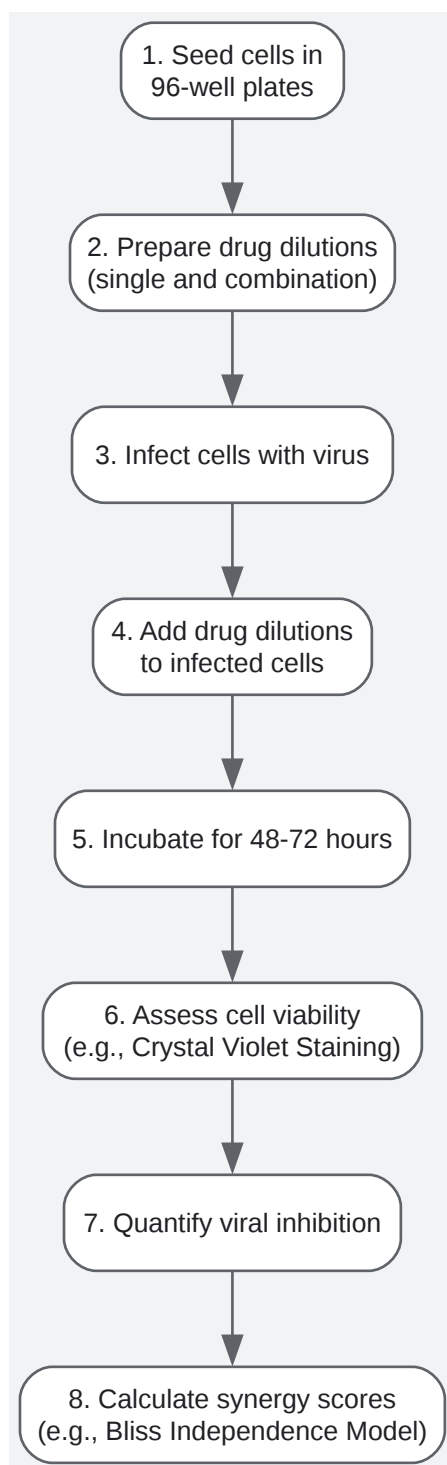 1. Seed cells in
96-well plates
2. Prepare drug dilutions
(single and combination)
3. Infect cells with virus
4. Add drug dilutions
to infected cells
5. Incubate for 48-72 hours
6. Assess cell viability
(e.g., Crystal Violet Staining)
7. Quantify viral inhibition
8. Calculate synergy scores
(e.g., Bliss Independence Model)